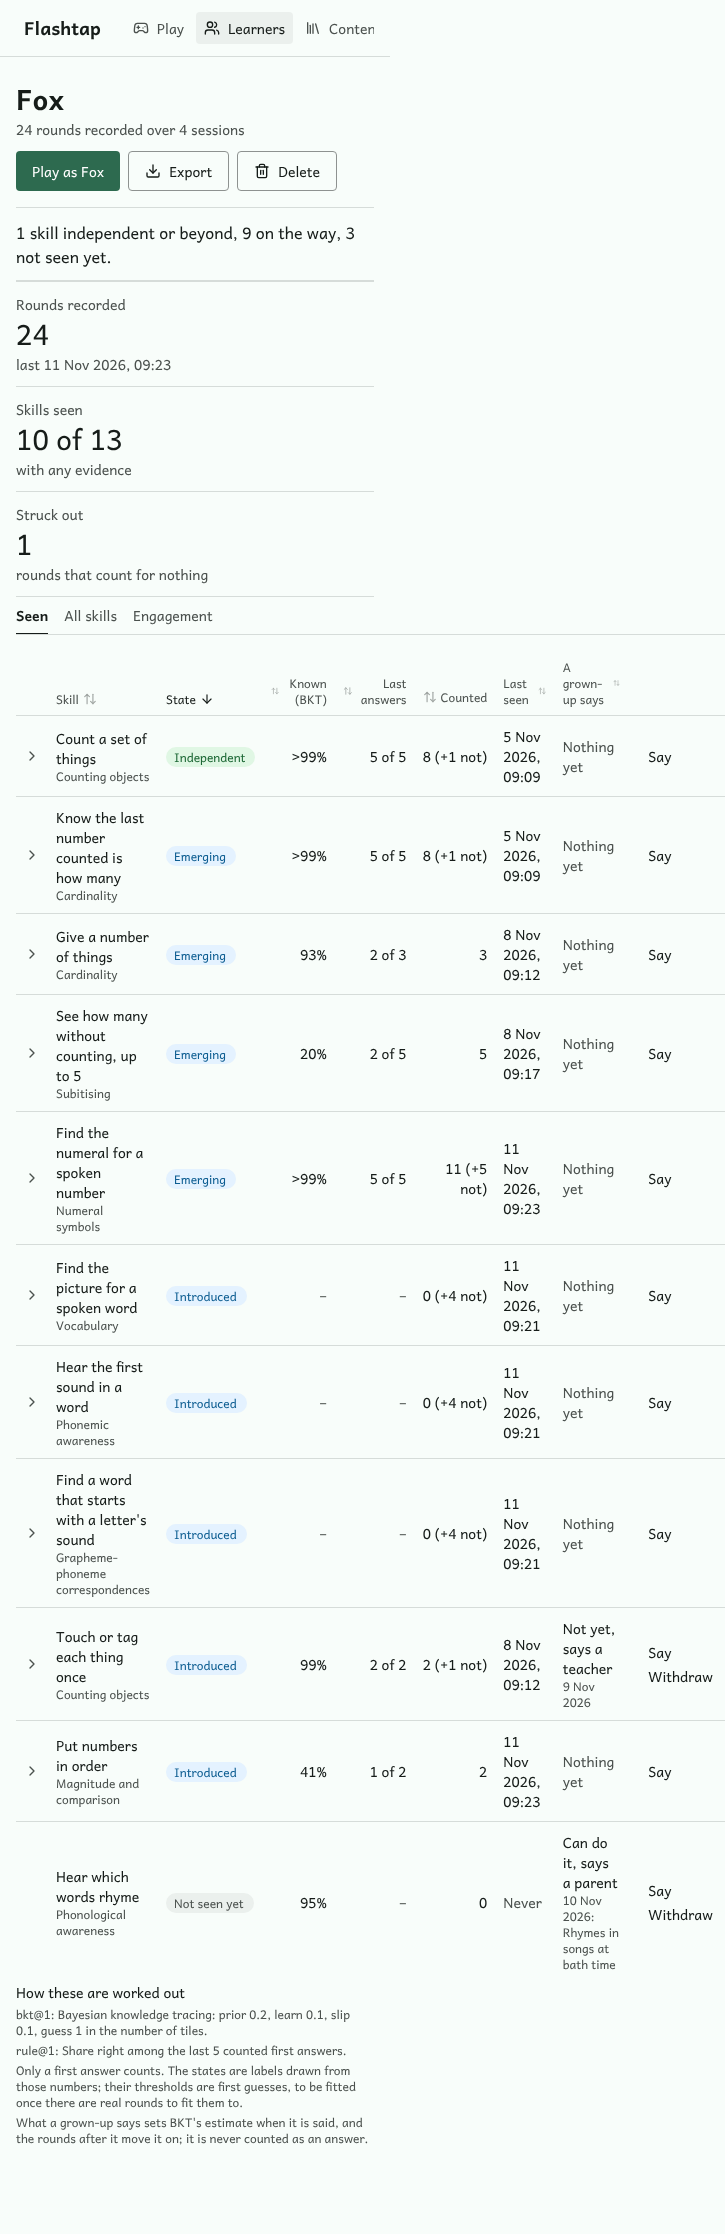 Flashtap
Play
Learners
Conten
Fox
24 rounds recorded over 4 sessions
Play as Fox
Export
Delete
1 skill independent or beyond, 9 on the way, 3
not seen yet.
Rounds recorded
24
last 11 Nov 2026, 09:23
Skills seen
10 of 13
with any evidence
Struck out
1
rounds that count for nothing
Seen
All skills
Engagement
Skill
State
Known
(BKT)
Last
answers
Counted
Last
seen
A
grown-
up says
Count a set of
things
Counting objects
Independent
>99%
5 of 5
8 (+1 not)
5 Nov
2026,
09:09
Nothing
yet
Say
Know the last
number
counted is
how many
Cardinality
Emerging
>99%
5 of 5
8 (+1 not)
5 Nov
2026,
09:09
Nothing
yet
Say
Give a number
of things
Cardinality
Emerging
93%
2 of 3
3
8 Nov
2026,
09:12
Nothing
yet
Say
See how many
without
counting, up
to 5
Subitising
Emerging
20%
2 of 5
5
8 Nov
2026,
09:17
Nothing
yet
Say
Find the
numeral for a
spoken
number
Numeral
symbols
Emerging
>99%
5 of 5
11 (+5
not)
11
Nov
2026,
09:23
Nothing
yet
Say
Find the
picture for a
spoken word
Vocabulary
Introduced
–
–
0 (+4 not)
11
Nov
2026,
09:21
Nothing
yet
Say
Hear the first
sound in a
word
Phonemic
awareness
Introduced
–
–
0 (+4 not)
11
Nov
2026,
09:21
Nothing
yet
Say
Find a word
that starts
with a letter's
sound
Grapheme-
phoneme
correspondences
Introduced
–
–
0 (+4 not)
11
Nov
2026,
09:21
Nothing
yet
Say
Touch or tag
each thing
once
Counting objects
Introduced
99%
2 of 2
2 (+1 not)
8 Nov
2026,
09:12
Not yet,
says a
teacher
9 Nov
2026
Say
Withdraw
Put numbers
in order
Magnitude and
comparison
Introduced
41%
1 of 2
2
11
Nov
2026,
09:23
Nothing
yet
Say
Hear which
words rhyme
Phonological
awareness
Not seen yet
95%
–
0
Never
Can do
it, says
a parent
10 Nov
2026:
Rhymes in
songs at
bath time
Say
Withdraw
How these are worked out
bkt@1: Bayesian knowledge tracing: prior 0.2, learn 0.1, slip
0.1, guess 1 in the number of tiles.
rule@1: Share right among the last 5 counted first answers.
Only a first answer counts. The states are labels drawn from
those numbers; their thresholds are first guesses, to be fitted
once there are real rounds to fit them to.
What a grown-up says sets BKT's estimate when it is said, and
the rounds after it move it on; it is never counted as an answer.